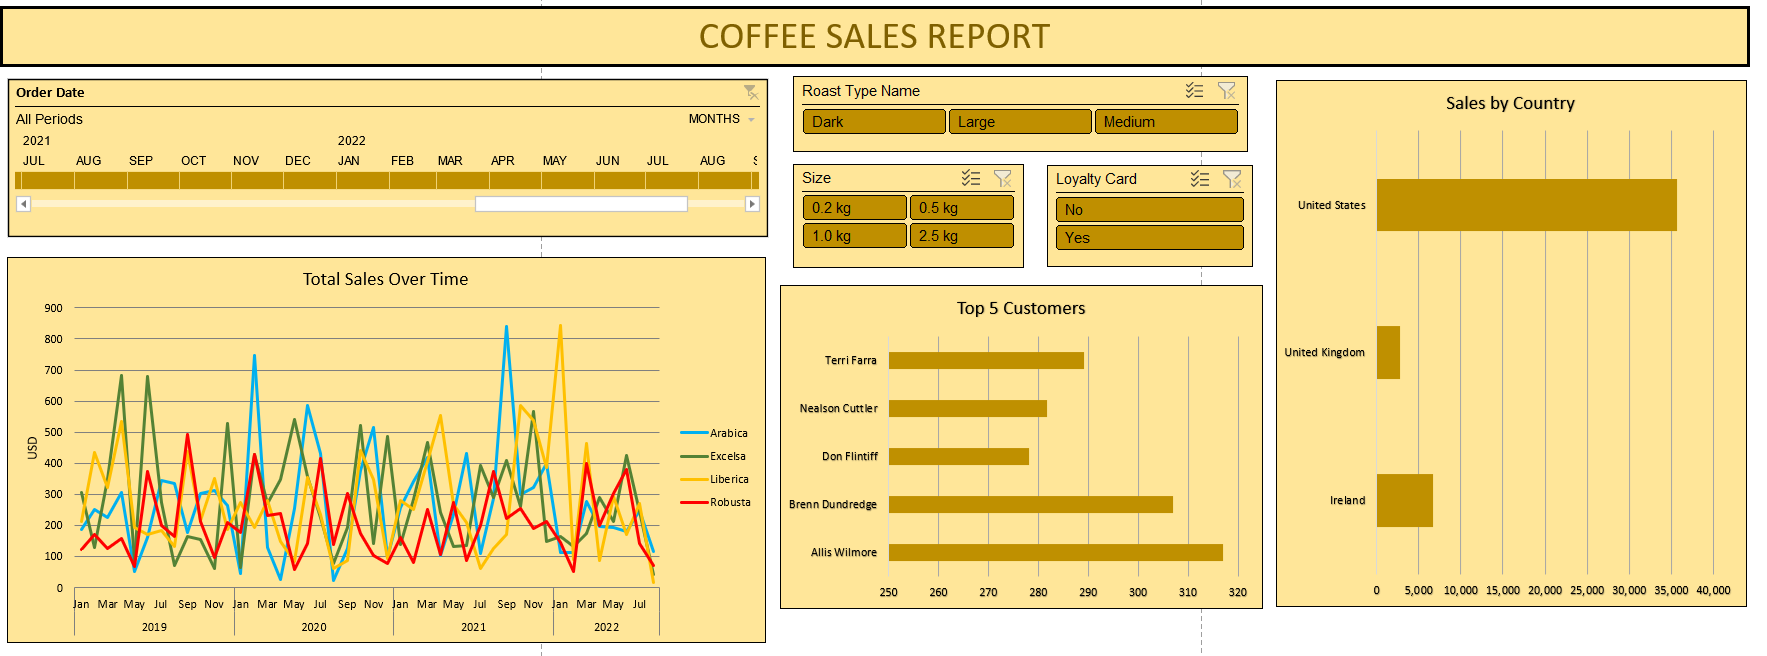 COFFEE SALES REPORT
Order Date
All Periods MONTHS
2021 2022
JUL AUG SEP OCT NOV DEC JAN FEB MAR APR MAY JUN JUL AUG S
Roast Type Name
Dark Large Medium
Size
0.2 kg 0.5 kg
1.0 kg 2.5 kg
Loyalty Card
No
Yes
Total Sales Over Time
USD
900
800
700
600
500
400
300
200
100
0
Jan Mar May Jul Sep Nov Jan Mar May Jul Sep Nov Jan Mar May Jul Sep Nov Jan Mar May Jul
2019 2020 2021 2022
Arabica
Excelsa
Liberica
Robusta
Top 5 Customers
Terri Farra
Nealson Cuttler
Don Flintiff
Brenn Dundredge
Allis Wilmore
250 260 270 280 290 300 310 320
Sales by Country
United States
United Kingdom
Ireland
0 5,000 10,000 15,000 20,000 25,000 30,000 35,000 40,000